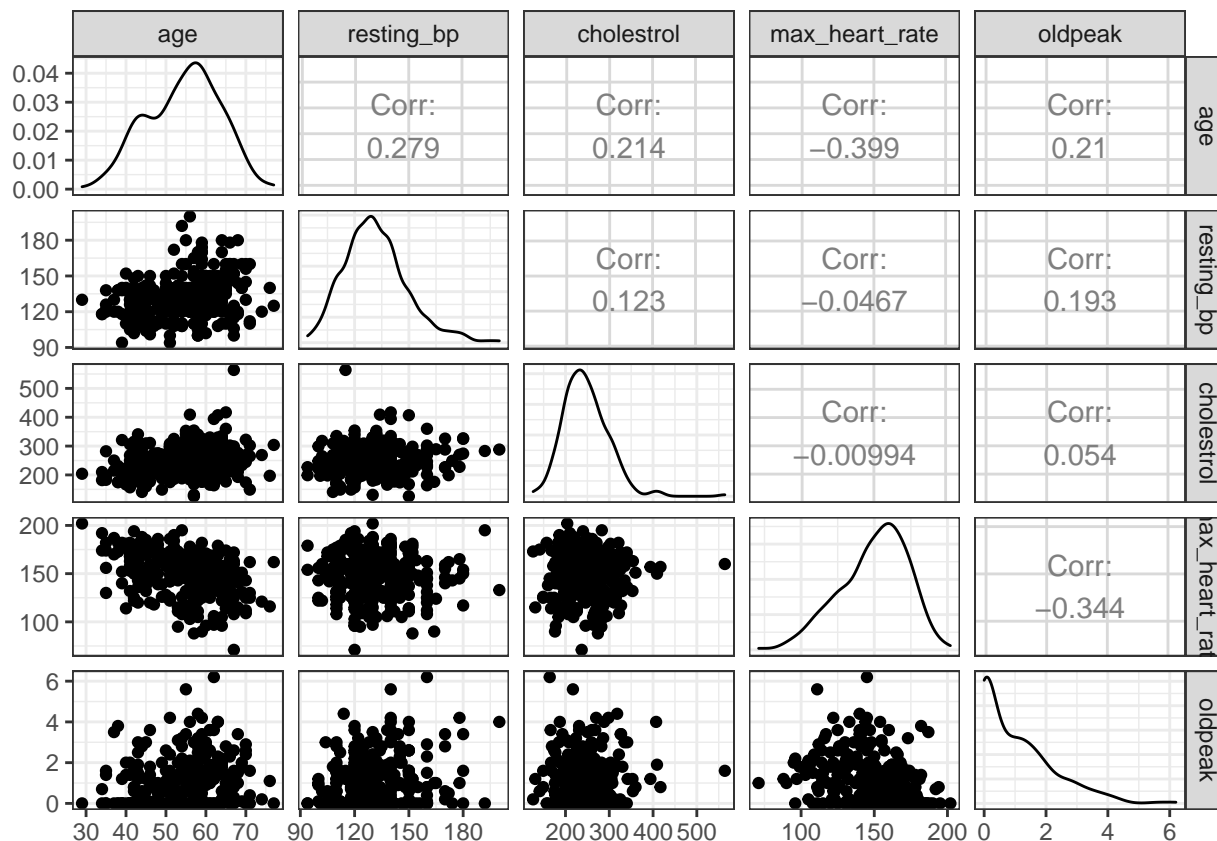 age resting_bp cholestrol max_heart_rate oldpeak
0.04
0.03
0.02
0.01
0.00
Corr:
0.279
Corr:
0.214
Corr:
−0.399
Corr:
0.21
age
180
150
120
90
Corr:
0.123
Corr:
−0.0467
Corr:
0.193
resting_bp
500
400
300
200
Corr:
−0.00994
Corr:
0.054
cholestrol
200
150
100
Corr:
−0.344
ax_heart_rat
6
4
2
0
oldpeak
30 40 50 60 70
90 120 150 180
200 300 400 500
100 150 200
0 2 4 6